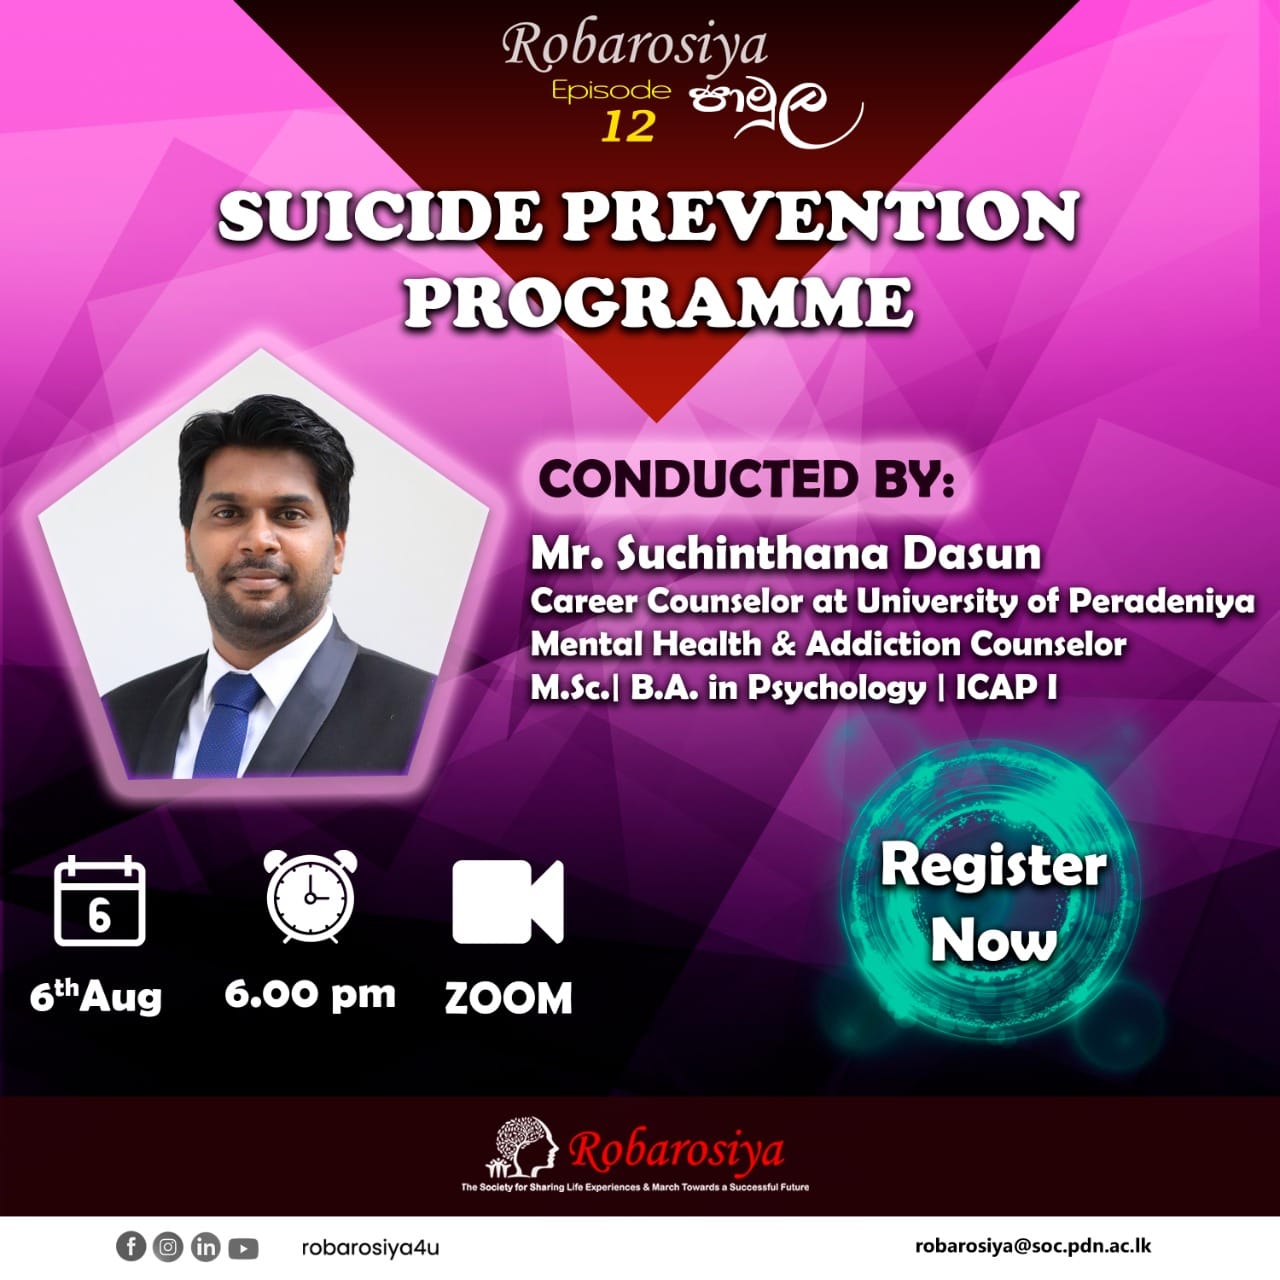 Robarosiya
Episode පාමුල
12
SUICIDE PREVENTION
PROGRAMME
CONDUCTED BY:
Mr. Suchinthana Dasun
Career Counselor at University of Peradeniya
Mental Health & Addiction Counselor
M.Sc.| B.A. in Psychology | ICAP I
6
6th Aug
6.00 pm
ZOOM
Register
Now
Robarosiya
The Society for Sharing Life Experiences & March Towards a Successful Future
robarosiya4u
robarosiya@soc.pdn.ac.lk